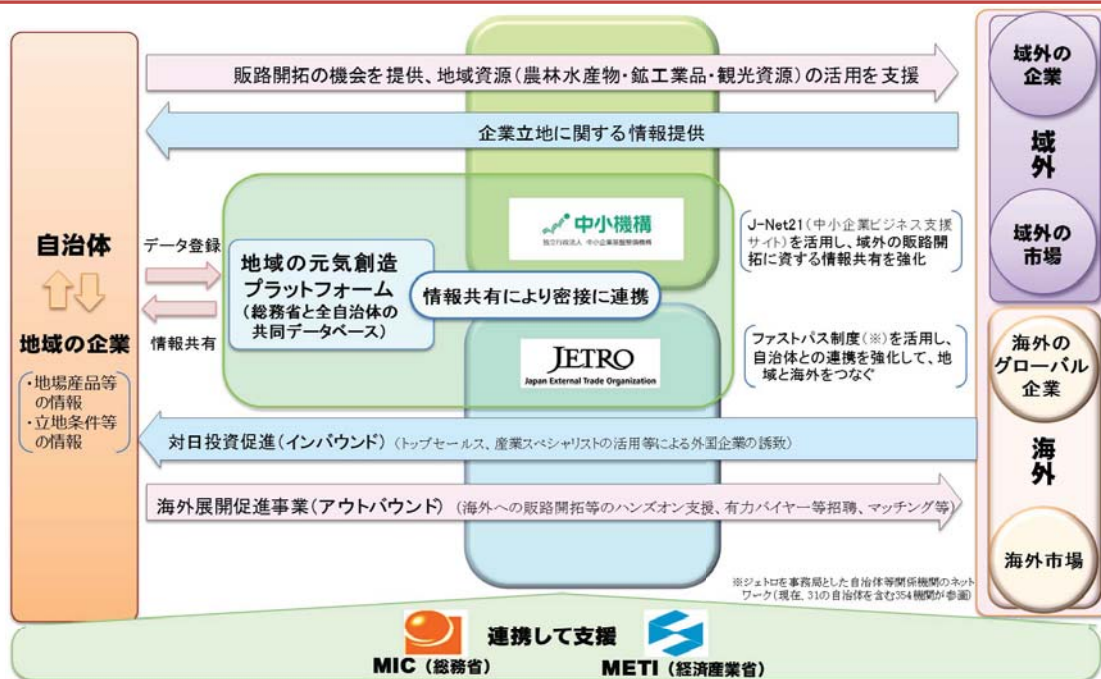 販路開拓の機会を提供、地域資源(農林水産物・鉱工業品・観光資源)の活用を支援
企業立地に関する情報提供
域外の
企業
域外
域外の
市場
自治体
地域の企業
・地場産品等
の情報
・立地条件等
の情報
データ登録
情報共有
地域の元気創造
プラットフォーム
(総務省と全自治体の
共同データベース)
中小機構
独立行政法人 中小企業基盤整備機構
情報共有により密接に連携
JETRO
Japan External Trade Organization
J-Net21(中小企業ビジネス支援
サイト)を活用し、域外の販路開
拓に資する情報共有を強化
ファストパス制度(※)を活用し、
自治体との連携を強化して、地
域と海外をつなぐ
海外の
グローバル
企業
海外
海外市場
対日投資促進(インバウンド) (トップセールス、産業スペシャリストの活用等による外国企業の誘致)
海外展開促進事業(アウトバウンド) (海外への販路開拓等のハンズオン支援、有力バイヤー等招聘、マッチング等)
※ジェトロを事務局とした自治体等関係機関のネット
ワーク(現在、31の自治体を含む354機関が参画)
連携して支援
MIC(総務省)
METI(経済産業省)